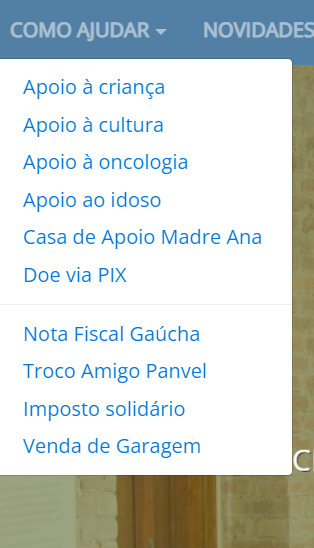 COMO AJUDAR NOVIDADES
Apoio à criança
Apoio à cultura
Apoio à oncologia
Apoio ao idoso
Casa de Apoio Madre Ana
Doe via PIX
Nota Fiscal Gaúcha
Troco Amigo Panvel
Imposto solidário
C
Venda de Garagem